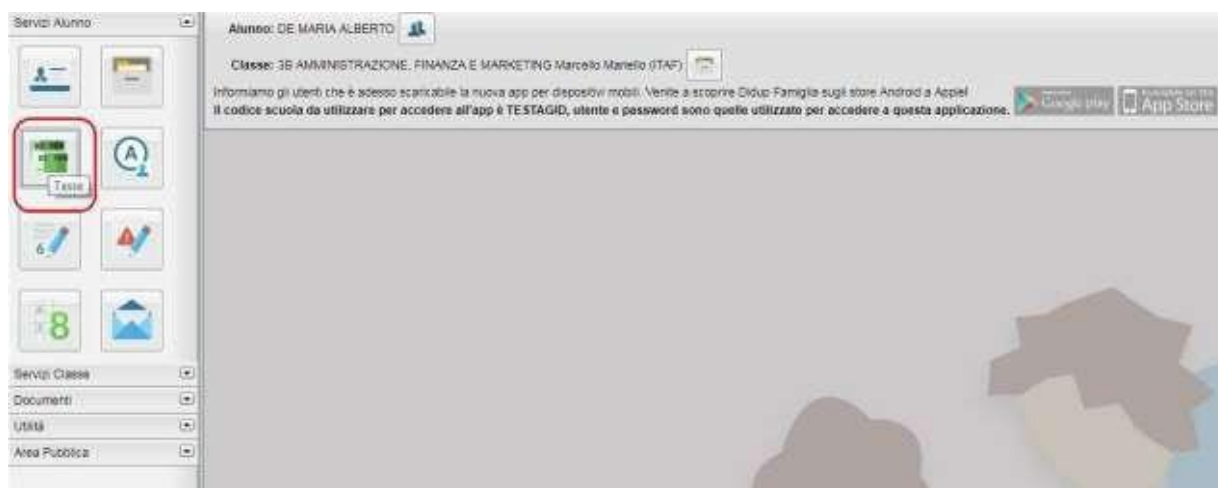 Servizi Alunno
Alunno: DE MARIA ALBERTO
Classe: 3B AMMINISTRAZIONE, FINANZA E MARKETING Marcello Mariello (ITAF)
Informiamo gli utenti che è adesso scaricabile la nuova app per dispositivi mobili. Venite a scoprire Didup Famiglia sugli store Android a Apple!
Il codice scuola da utilizzare per accedere all'app è TESTAGID, utente e password sono quelle utilizzate per accedere a questa applicazione.
Google play
App Store
A
Tasse
6
8
Servizi Classe
Documenti
Utilità
Area Pubblica